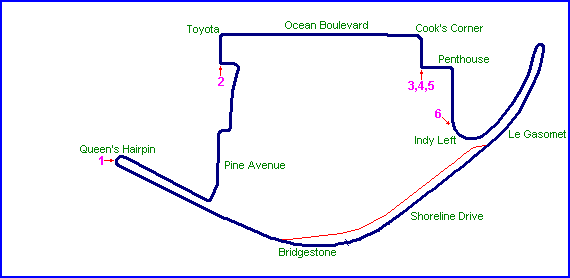 Ocean Boulevard
Toyota
Cook's Corner
Penthouse
2
3,4,5
6
Le Gasomet
Indy Left
Queen's Hairpin
1
Pine Avenue
Shoreline Drive
Bridgestone